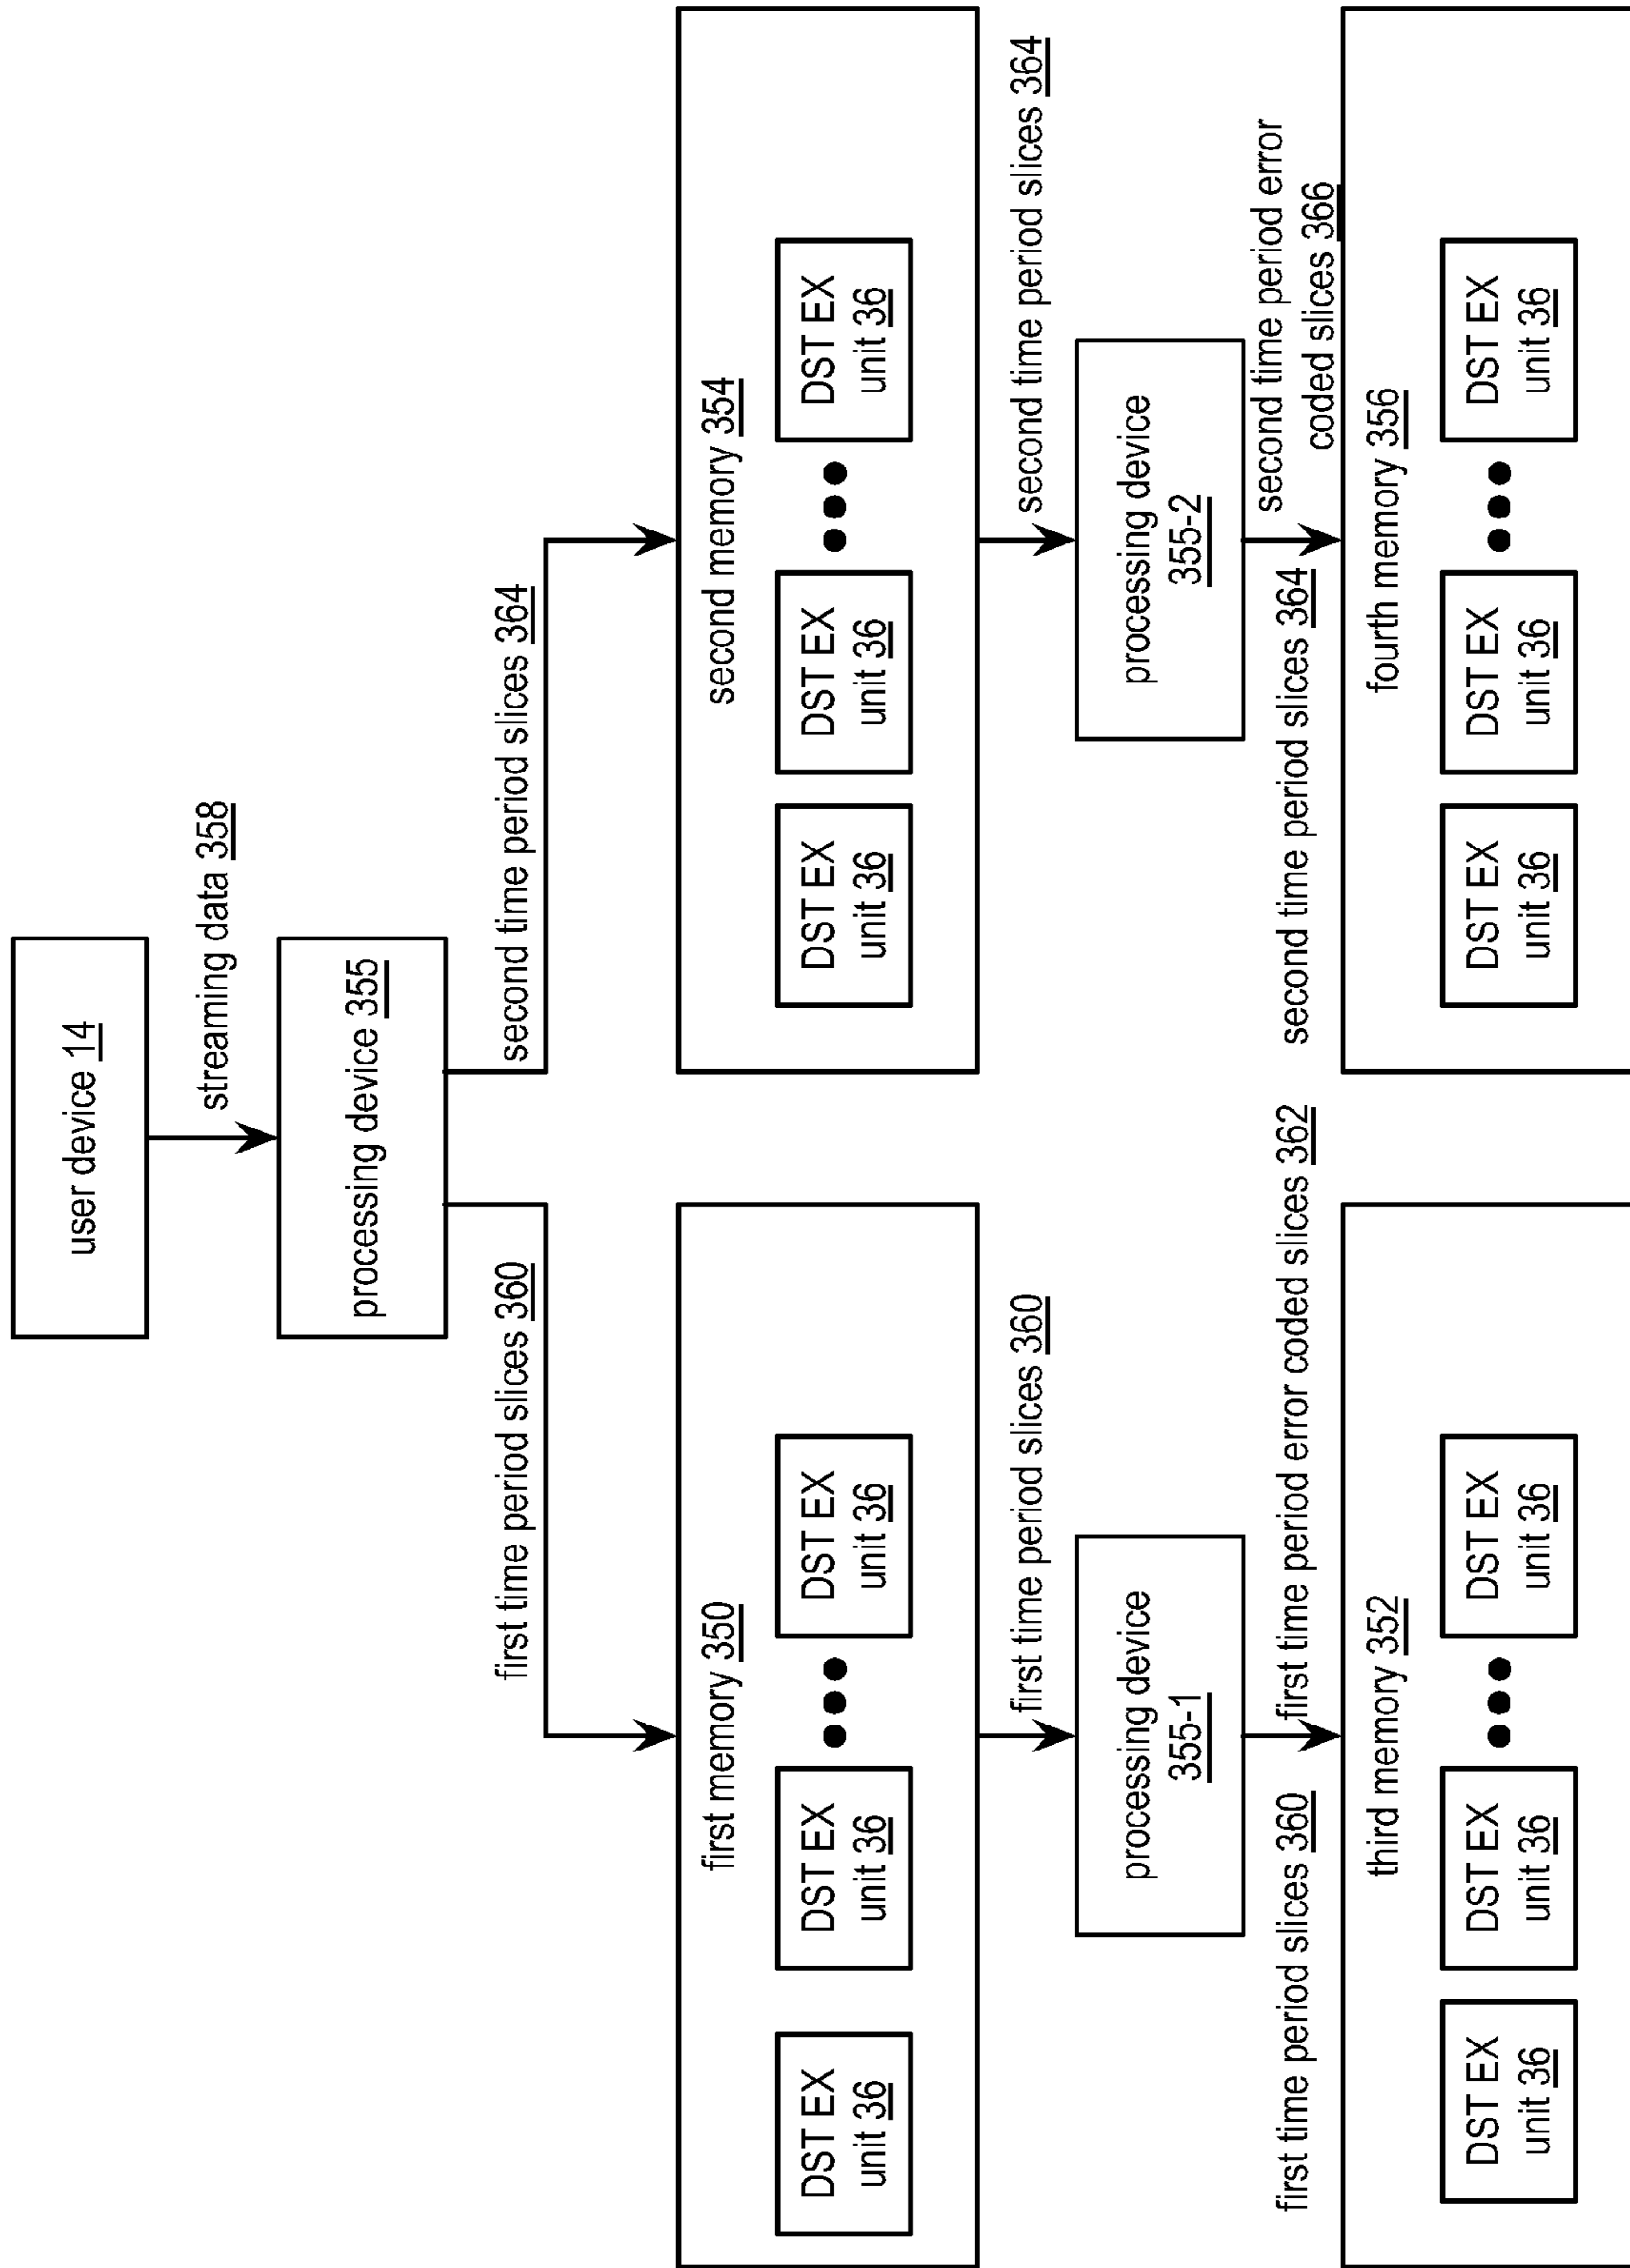 user device 14
streaming data 358
processing device 355
first time period slices 360
second time period slices 364
first memory 350
DST EX
unit 36
DST EX
unit 36
DST EX
unit 36
second memory 354
DST EX
unit 36
DST EX
unit 36
DST EX
unit 36
first time period slices 360
second time period slices 364
processing device
355-1
processing device
355-2
first time period slices 360
first time period error coded slices 362
second time period slices 364
second time period error
coded slices 366
third memory 352
DST EX
unit 36
DST EX
unit 36
DST EX
unit 36
fourth memory 356
DST EX
unit 36
DST EX
unit 36
DST EX
unit 36